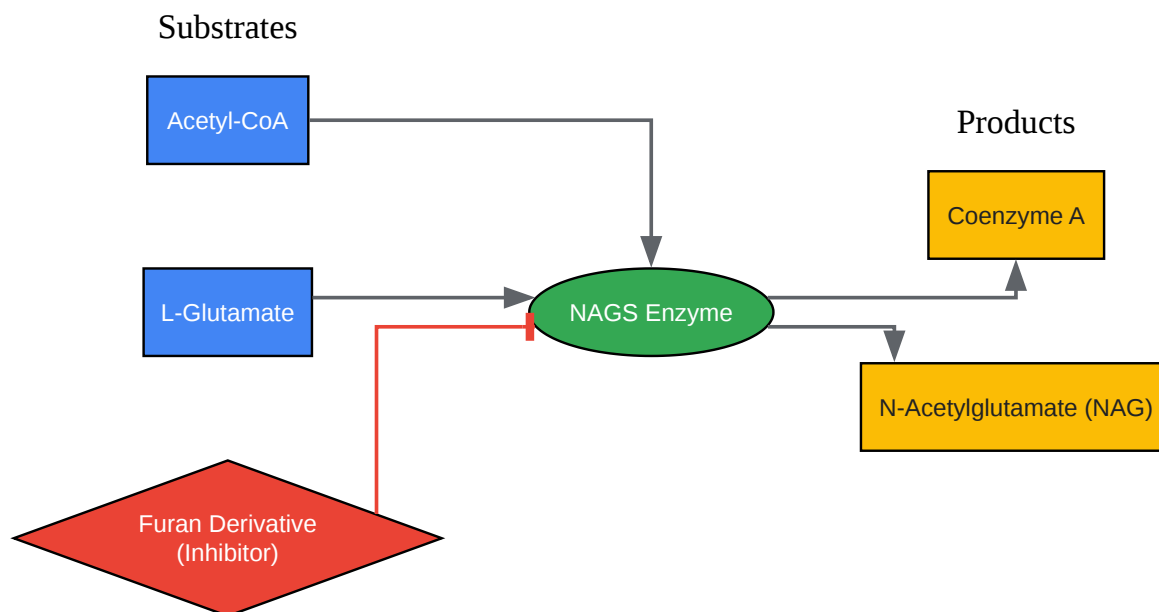 Substrates
Acetyl-CoA
Products
Coenzyme A
L-Glutamate
NAGS Enzyme
N-Acetylglutamate (NAG)
Furan Derivative
(Inhibitor)